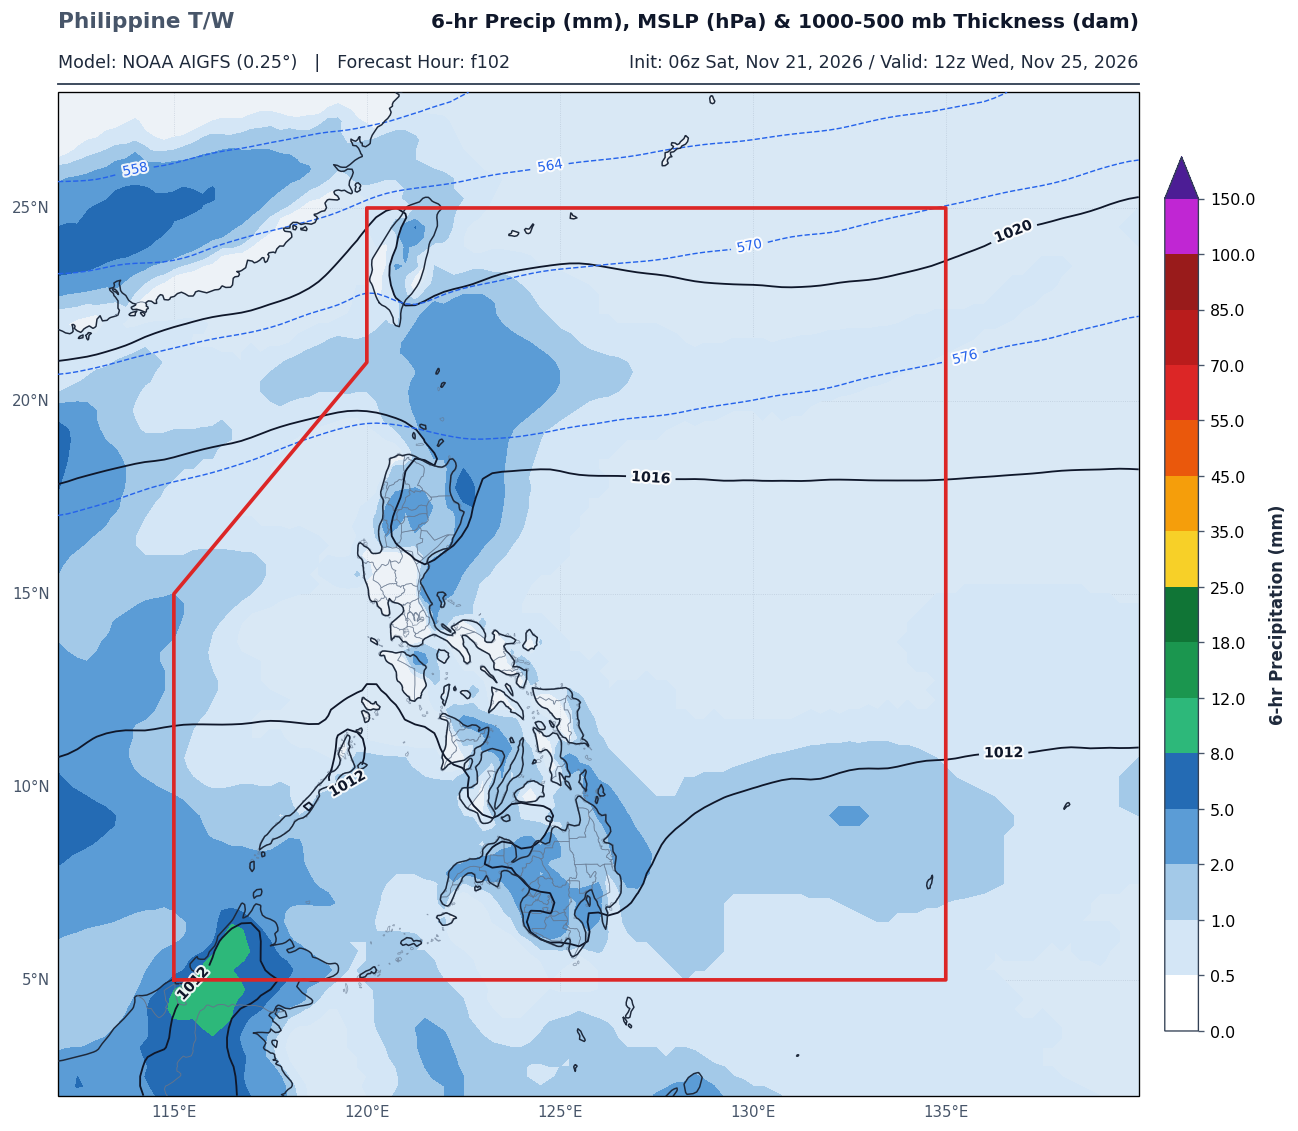 Philippine T/W
6-hr Precip (mm), MSLP (hPa) & 1000-500 mb Thickness (dam)
Model: NOAA AIGFS (0.25°) | Forecast Hour: f102
Init: 06z Sat, Nov 21, 2026 / Valid: 12z Wed, Nov 25, 2026
558
564
570
576
1020
1016
1012
1012
1012
25°N
20°N
15°N
10°N
5°N
115°E
120°E
125°E
130°E
135°E
150.0
100.0
85.0
70.0
55.0
45.0
35.0
25.0
18.0
12.0
8.0
5.0
2.0
1.0
0.5
0.0
6-hr Precipitation (mm)